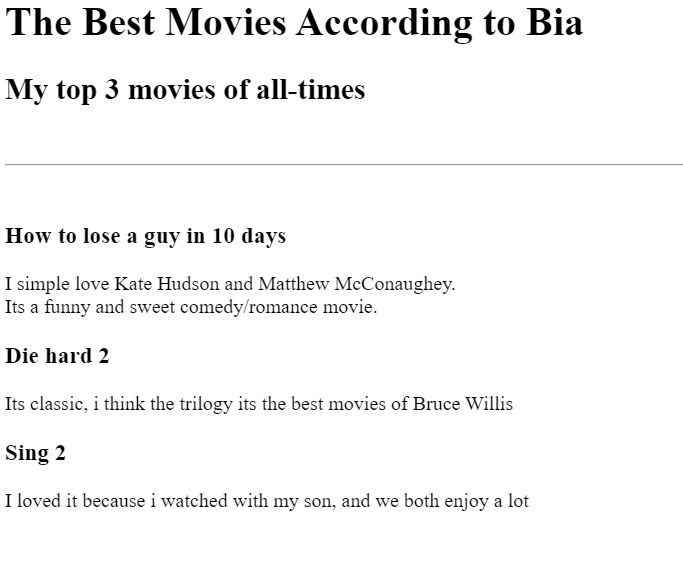 The Best Movies According to Bia
My top 3 movies of all-times
How to lose a guy in 10 days
I simple love Kate Hudson and Matthew McConaughey.
Its a funny and sweet comedy/romance movie.
Die hard 2
Its classic, i think the trilogy its the best movies of Bruce Willis
Sing 2
I loved it because i watched with my son, and we both enjoy a lot